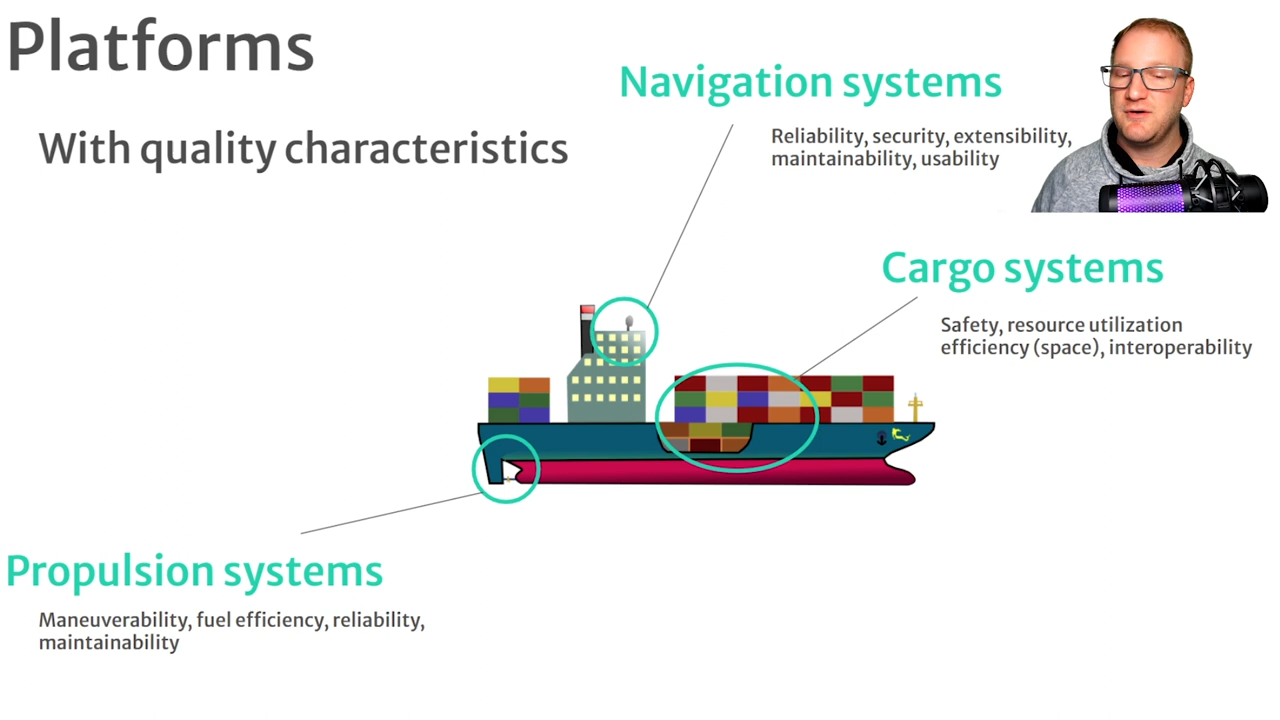 Platforms
With quality characteristics
Navigation systems
Reliability, security, extensibility,
maintainability, usability
Cargo systems
Safety, resource utilization
efficiency (space), interoperability
Propulsion systems
Maneuverability, fuel efficiency, reliability,
maintainability